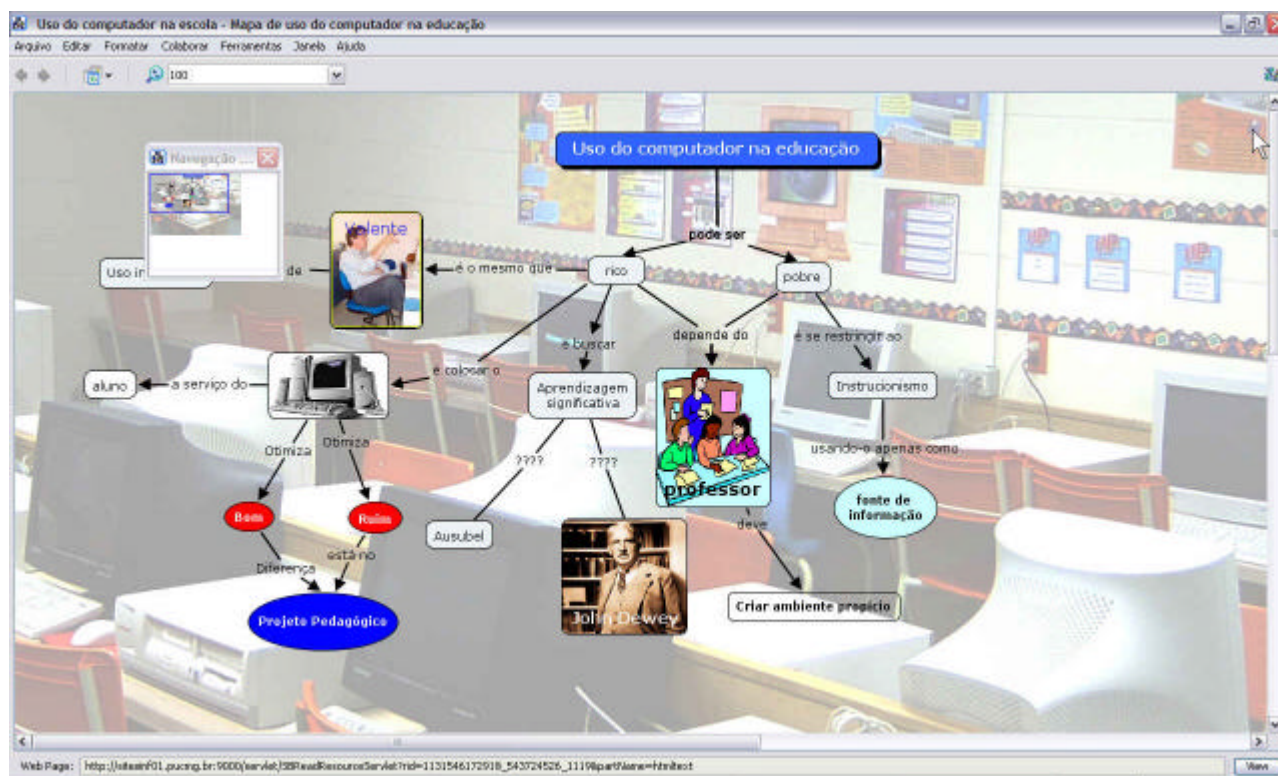 Uso do computador na escola - Mapa de uso do computador na educação
Arquivo Editar Formatar Colaborar Ferramentas Janela Ajuda
100
Navegação ...
Uso do computador na educação
pode ser
Valente
Uso in
de
é o mesmo que
rico
pobre
é buscar
depende do
é se restringir ao
é colosar o
aluno
a serviço do
Aprendizagem
significativa
Instrucionismo
Otimiza
Otimiza
????
????
usando-o apenas como
professor
fonte de
informação
Bom
Ruim
Ausubel
deve
está no
Diferença
Projeto Pedagógico
John Dewey
Criar ambiente propício
Web Page:
View